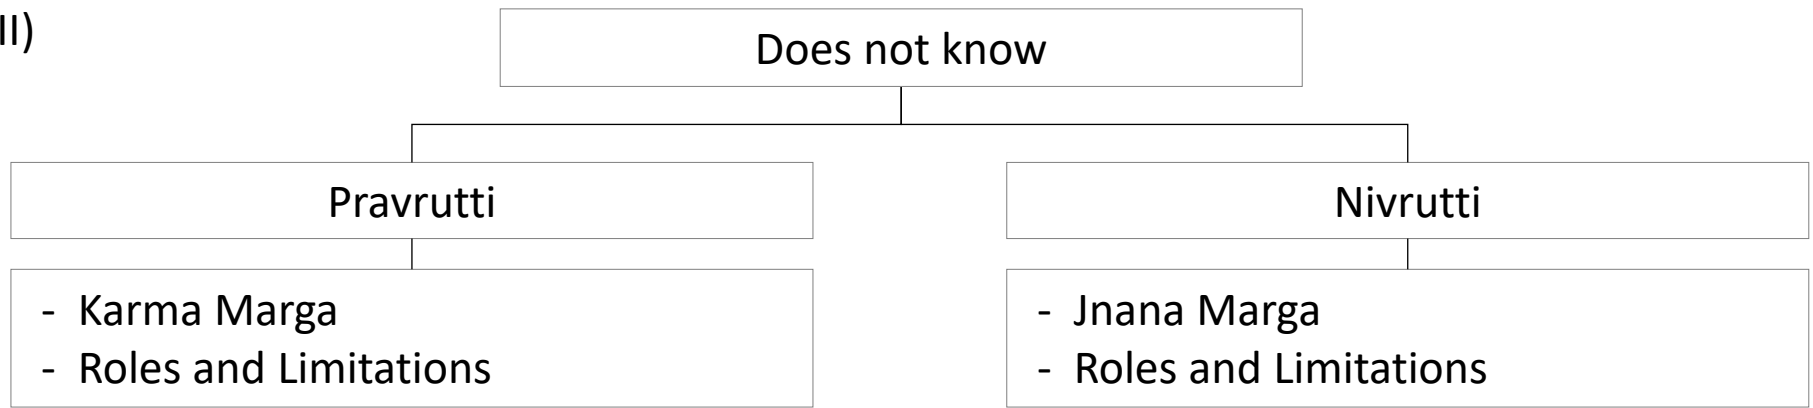 II)
Does not know
Pravrutti
Nivrutti
- Karma Marga
- Roles and Limitations
- Jnana Marga
- Roles and Limitations